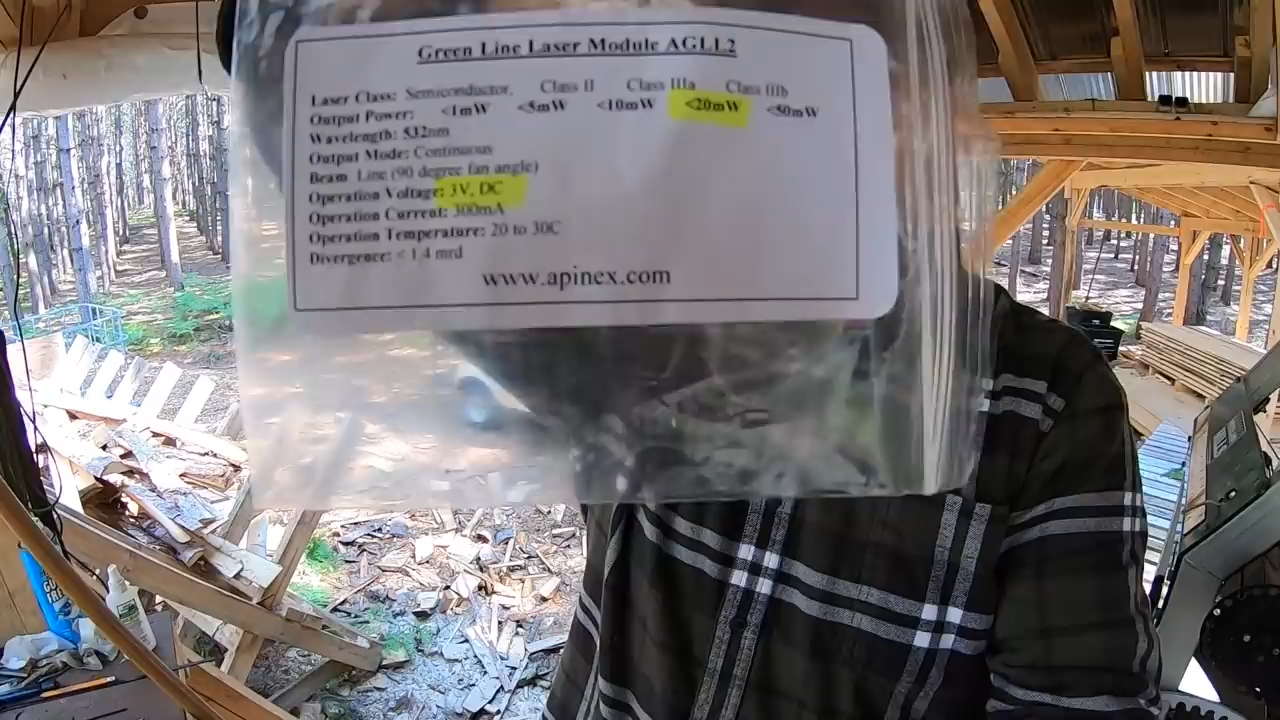 Green Line Laser Module AGLL2
Laser Class: Semiconductor, Class II Class IIIa Class IIIb
Output Power: <1mW <5mW <10mW <20mW <50mW
Wavelength: 532nm
Output Mode: Continuous
Beam Line (90 degree fan angle)
Operation Voltage: 3V, DC
Operation Current: 300mA
Operation Temperature: 20 to 30C
Divergence: < 1.4 mrd
www.apinex.com